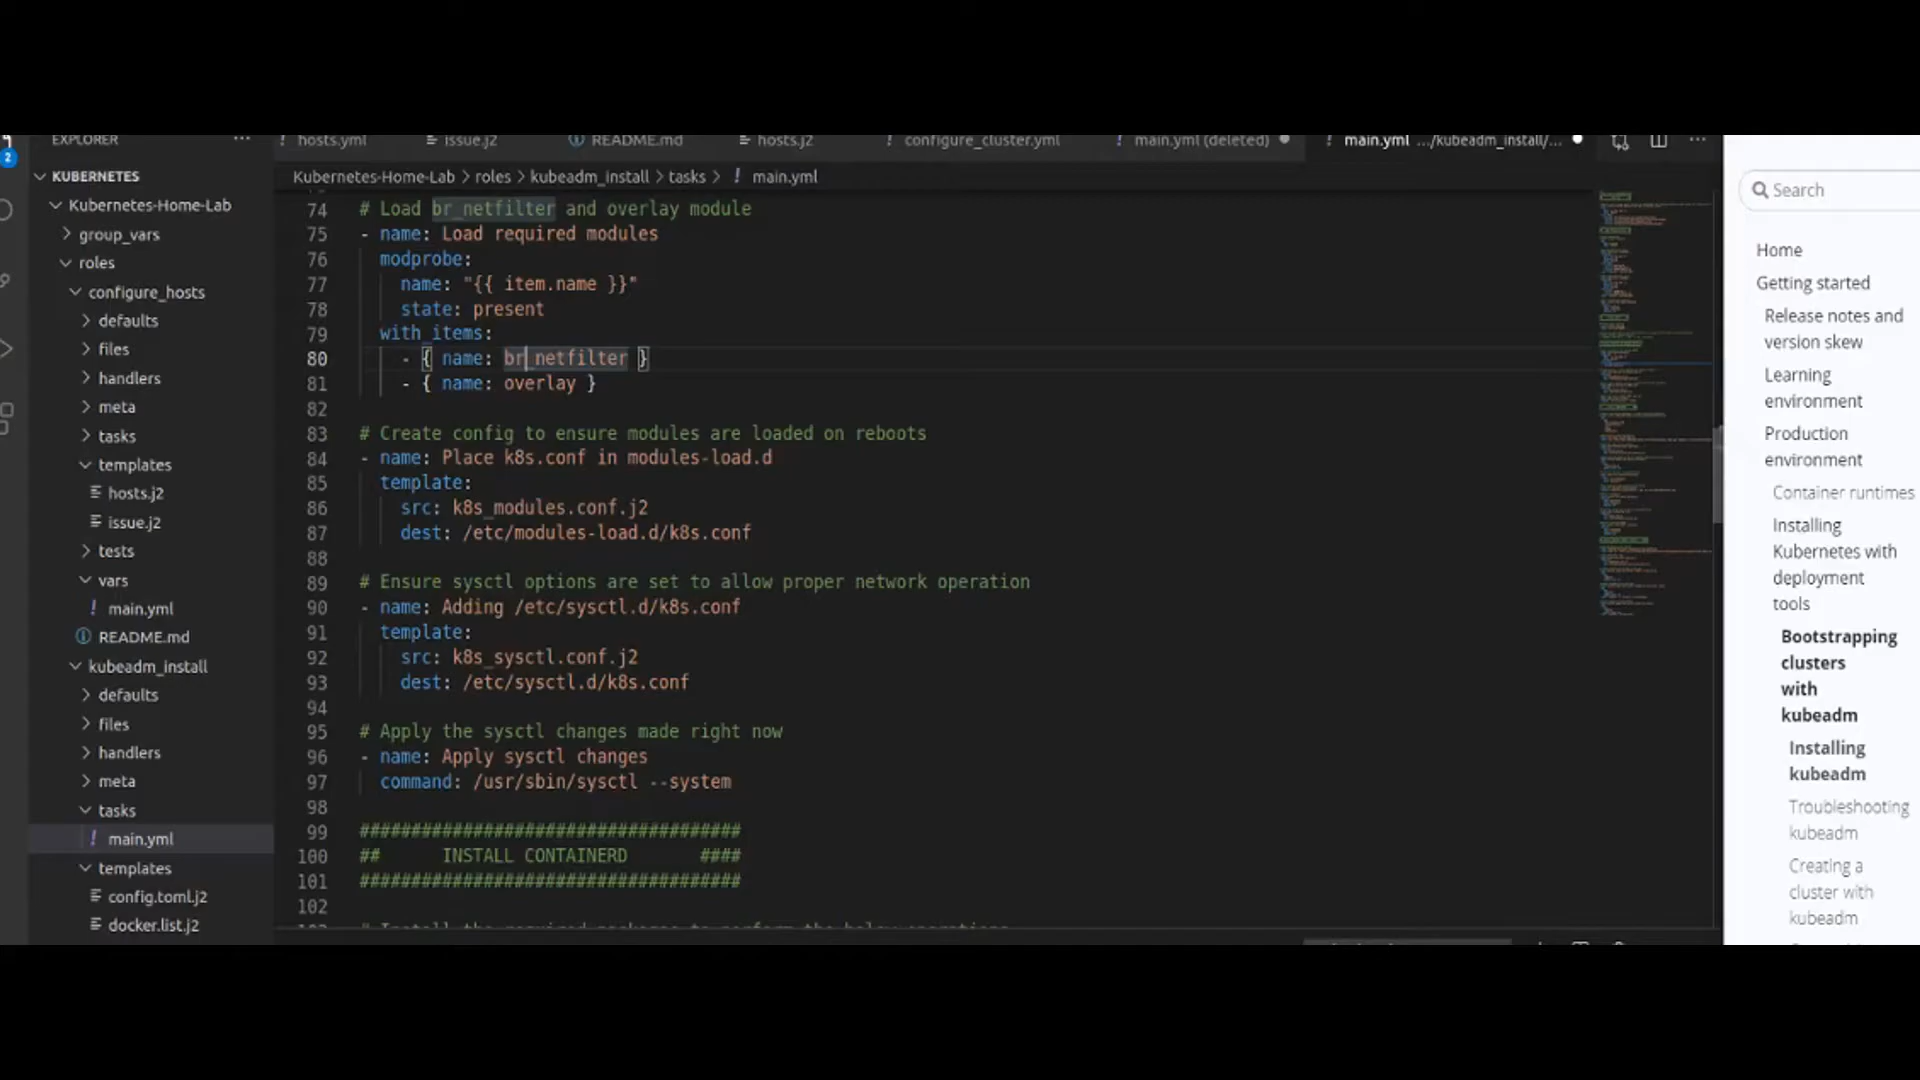 EXPLORER
KUBERNETES
Kubernetes-Home-Lab
group_vars
roles
configure_hosts
defaults
files
handlers
meta
tasks
templates
hosts.j2
issue.j2
tests
vars
main.yml
README.md
kubeadm_install
defaults
files
handlers
meta
tasks
main.yml
templates
config.toml.j2
docker.list.j2
2
hosts.yml issue.j2 README.md hosts.j2 configure_cluster.yml main.yml (deleted) main.yml .../kubeadm_install/...
Kubernetes-Home-Lab > roles > kubeadm_install > tasks > ! main.yml
74 # Load br_netfilter and overlay module
75 - name: Load required modules
76 modprobe:
77 name: "{{ item.name }}"
78 state: present
79 with_items:
80 - { name: br_netfilter }
81 - { name: overlay }
82
83 # Create config to ensure modules are loaded on reboots
84 - name: Place k8s.conf in modules-load.d
85 template:
86 src: k8s_modules.conf.j2
87 dest: /etc/modules-load.d/k8s.conf
88
89 # Ensure sysctl options are set to allow proper network operation
90 - name: Adding /etc/sysctl.d/k8s.conf
91 template:
92 src: k8s_sysctl.conf.j2
93 dest: /etc/sysctl.d/k8s.conf
94
95 # Apply the sysctl changes made right now
96 - name: Apply sysctl changes
97 command: /usr/sbin/sysctl --system
98
99 #####################################
100 ## INSTALL CONTAINERD ####
101 #####################################
102
# Install the required packages to perform the below operations
Search
Home
Getting started
Release notes and
version skew
Learning
environment
Production
environment
Container runtimes
Installing
Kubernetes with
deployment
tools
Bootstrapping
clusters
with
kubeadm
Installing
kubeadm
Troubleshooting
kubeadm
Creating a
cluster with
kubeadm